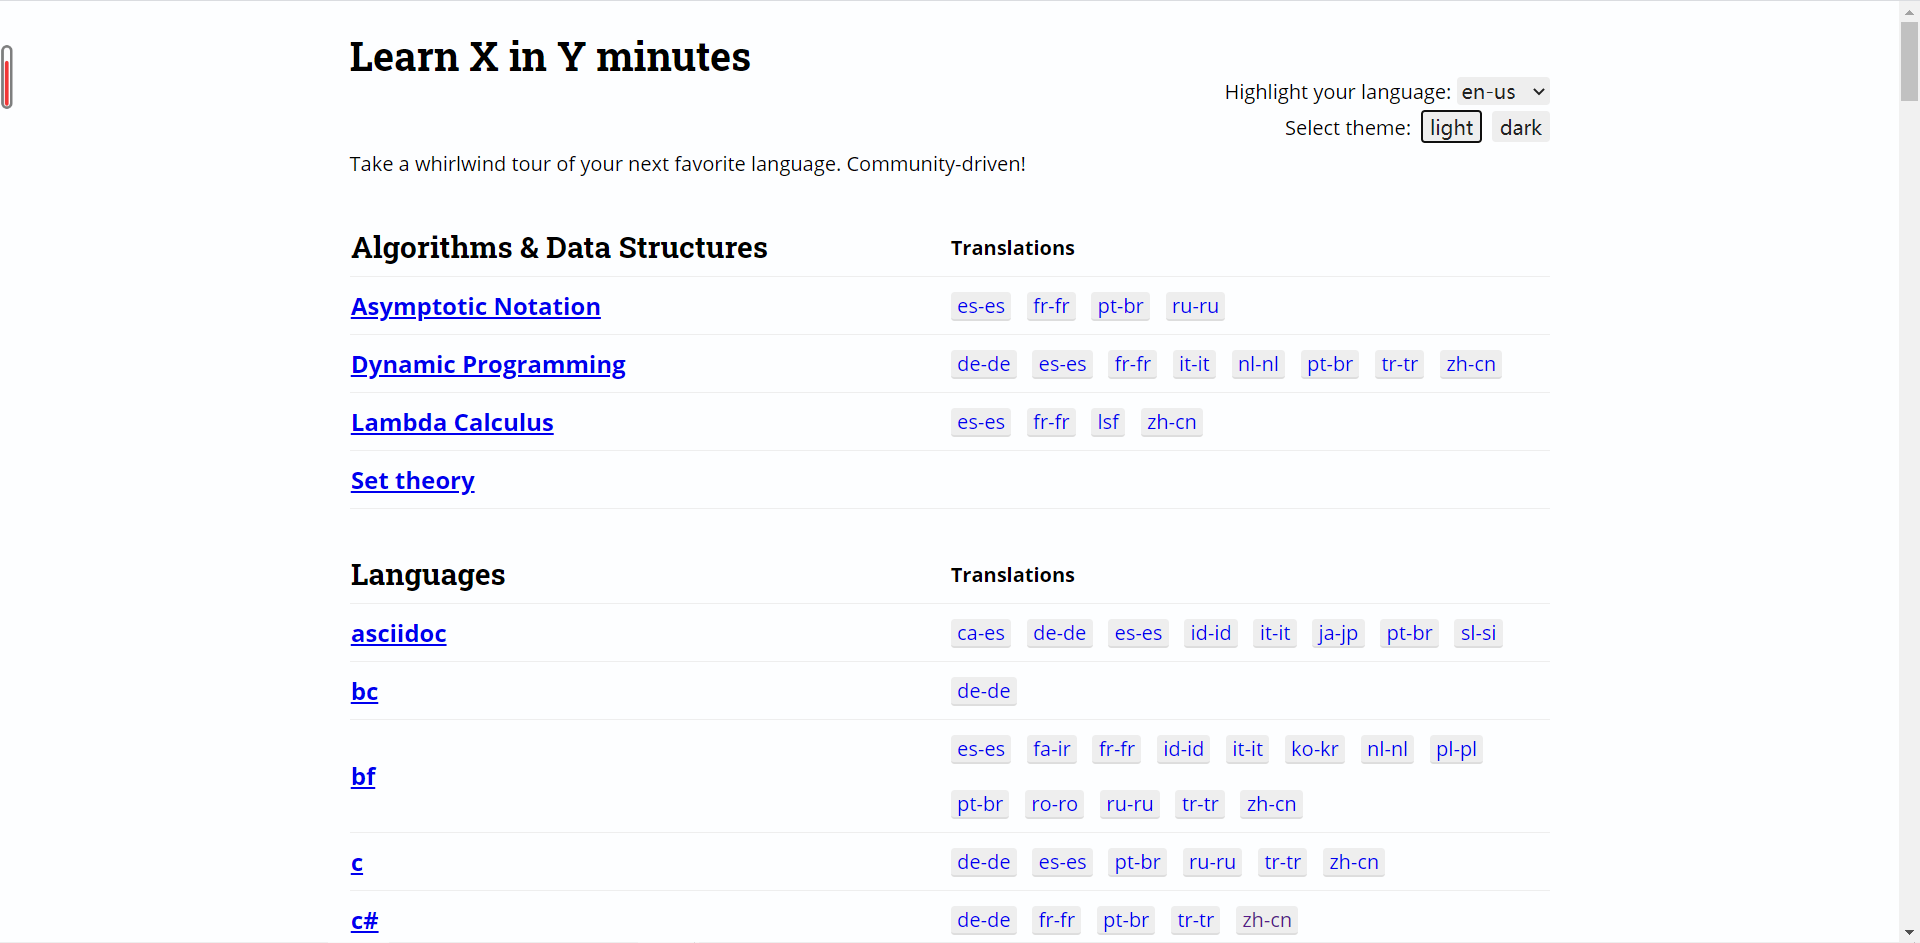 Learn X in Y minutes
Highlight your language: en-us
Select theme: light dark
Take a whirlwind tour of your next favorite language. Community-driven!
Algorithms & Data Structures Translations
Asymptotic Notation es-es fr-fr pt-br ru-ru
Dynamic Programming de-de es-es fr-fr it-it nl-nl pt-br tr-tr zh-cn
Lambda Calculus es-es fr-fr lsf zh-cn
Set theory
Languages Translations
asciidoc ca-es de-de es-es id-id it-it ja-jp pt-br sl-si
bc de-de
bf es-es fa-ir fr-fr id-id it-it ko-kr nl-nl pl-pl
pt-br ro-ro ru-ru tr-tr zh-cn
c de-de es-es pt-br ru-ru tr-tr zh-cn
c# de-de fr-fr pt-br tr-tr zh-cn